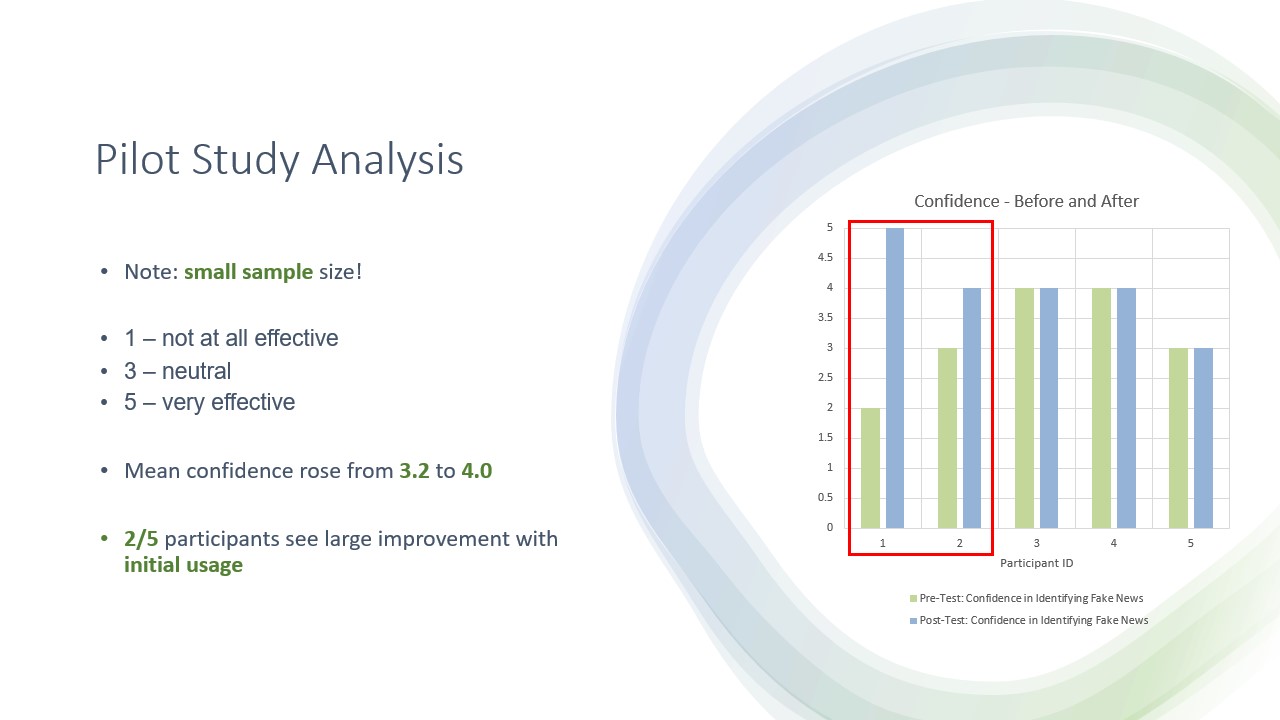 Pilot Study Analysis
• Note: small sample size!
• 1 – not at all effective
• 3 – neutral
• 5 – very effective
• Mean confidence rose from 3.2 to 4.0
• 2/5 participants see large improvement with
initial usage
Confidence - Before and After
5
4.5
4
3.5
3
2.5
2
1.5
1
0.5
0
1 2 3 4 5
Participant ID
Pre-Test: Confidence in Identifying Fake News
Post-Test: Confidence in Identifying Fake News